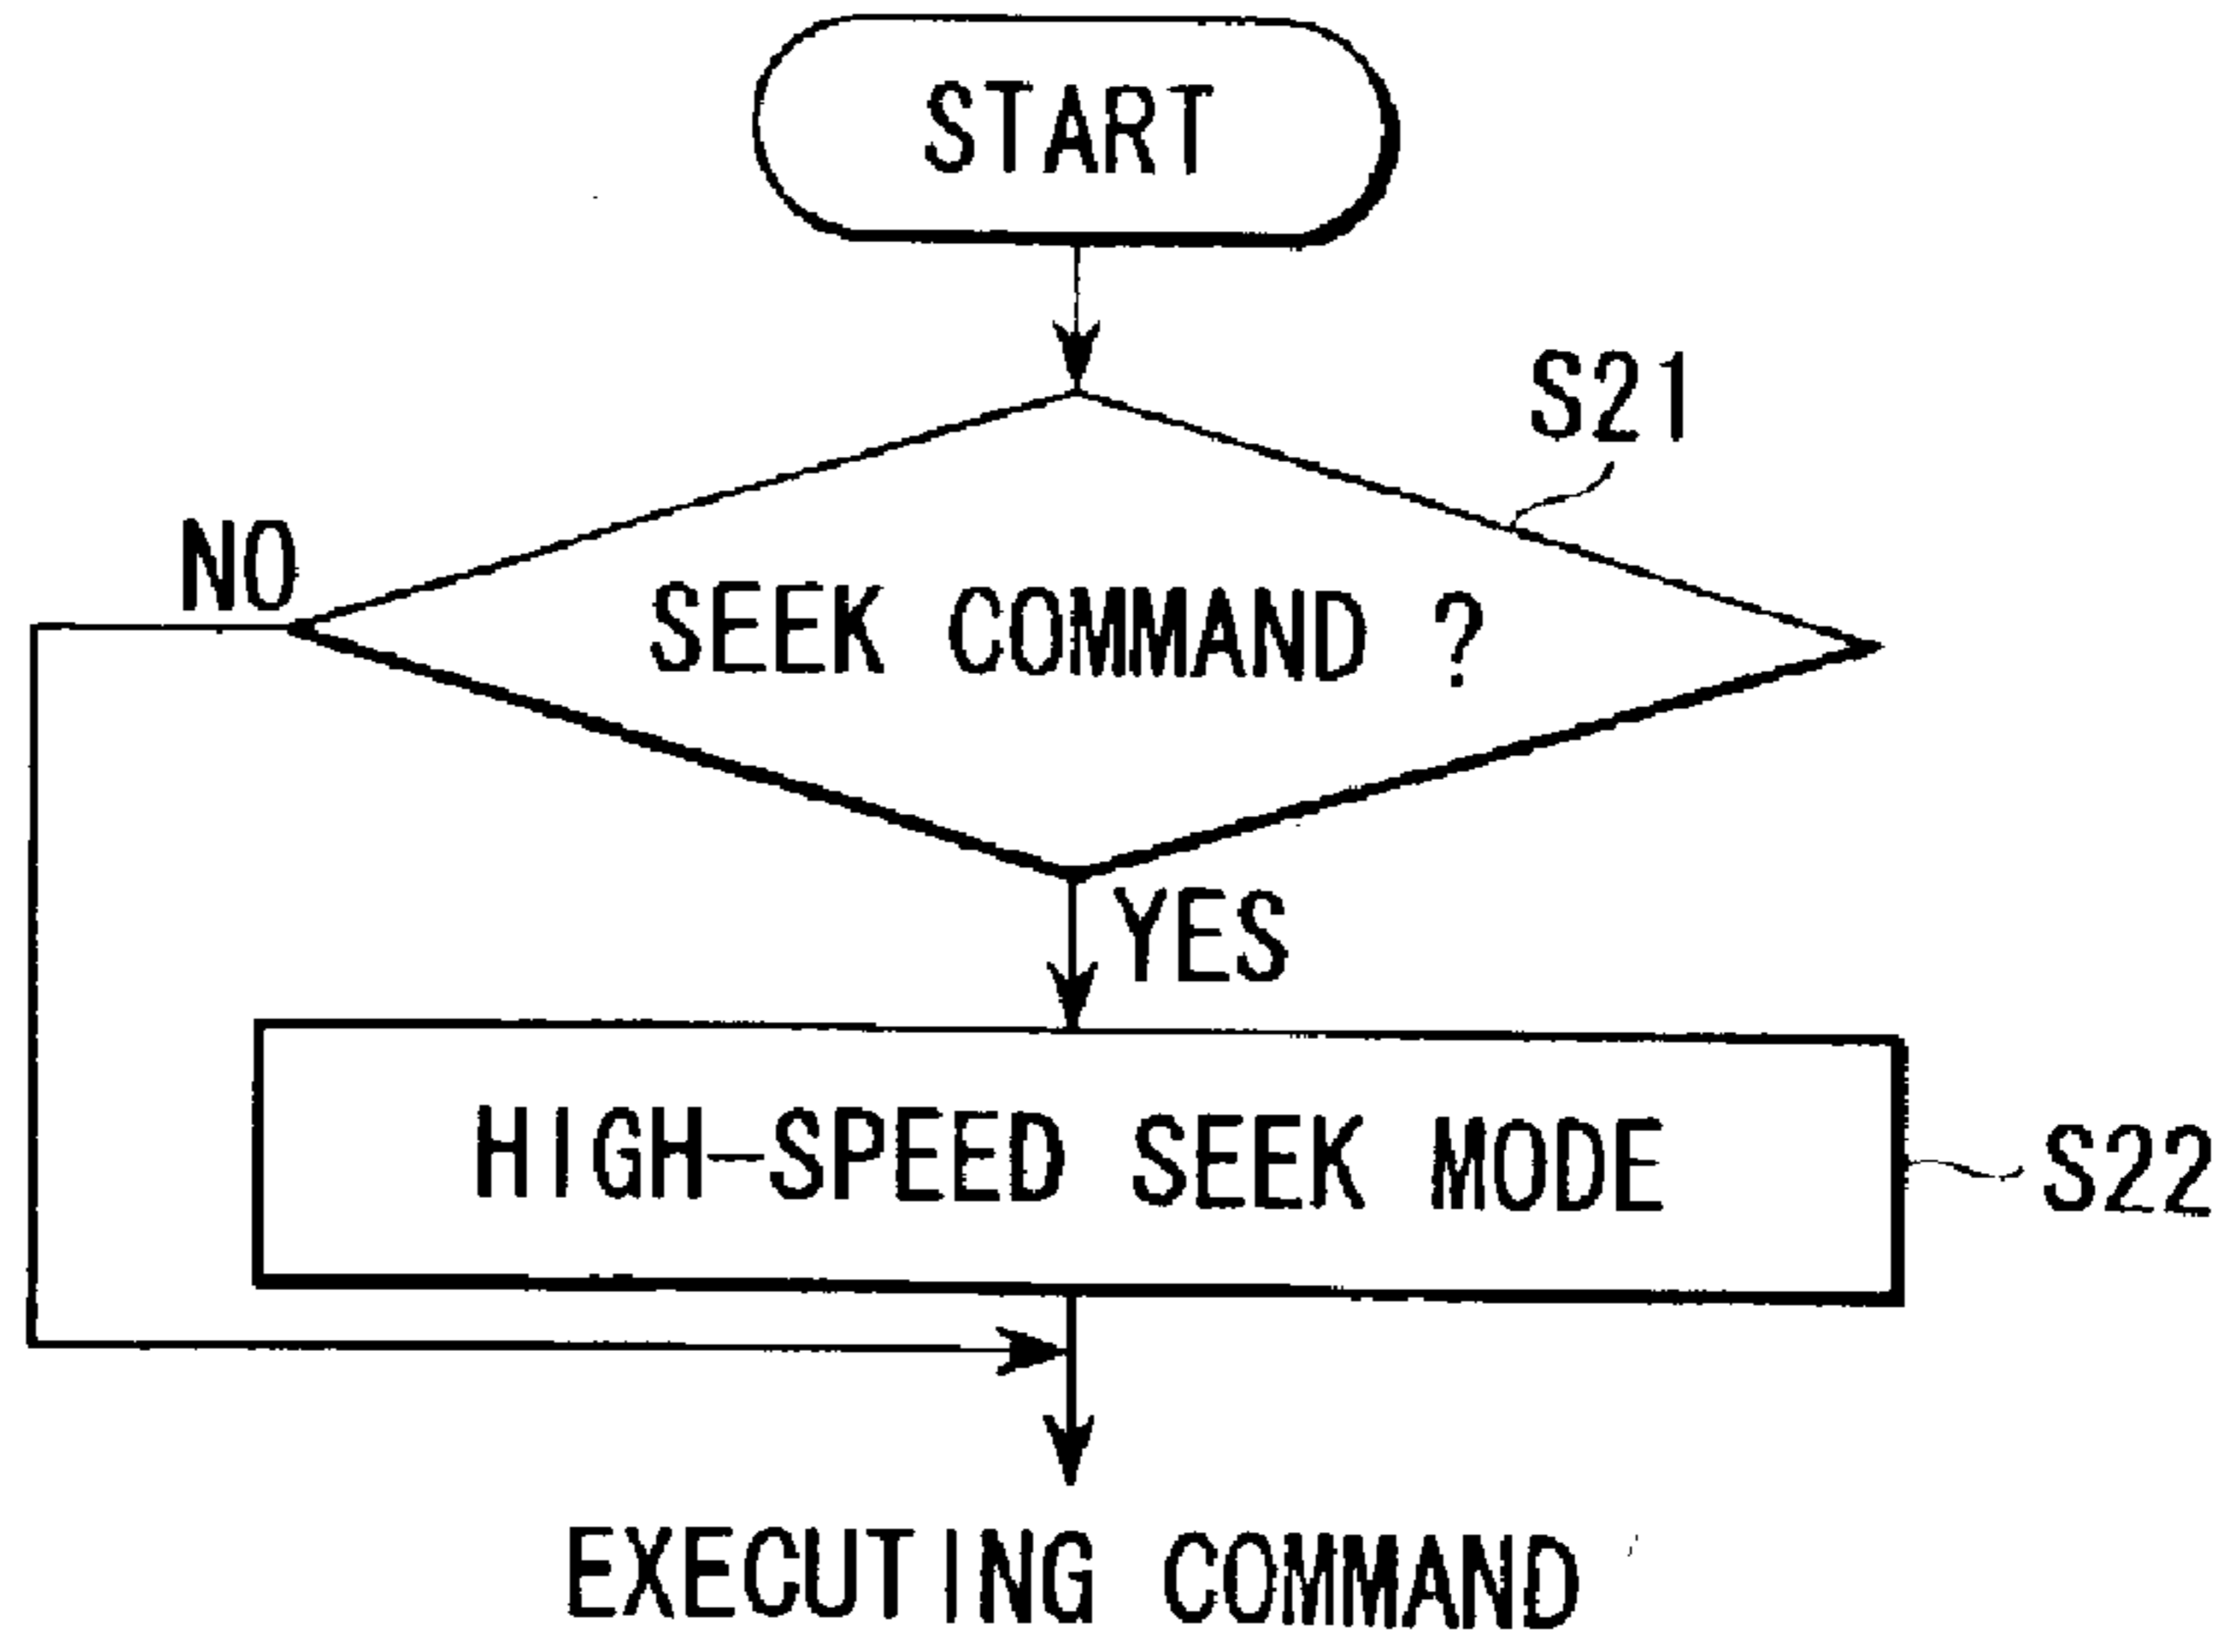 START
S21
NO
SEEK COMMAND ?
YES
HIGH-SPEED SEEK MODE
S22
EXECUTING COMMAND